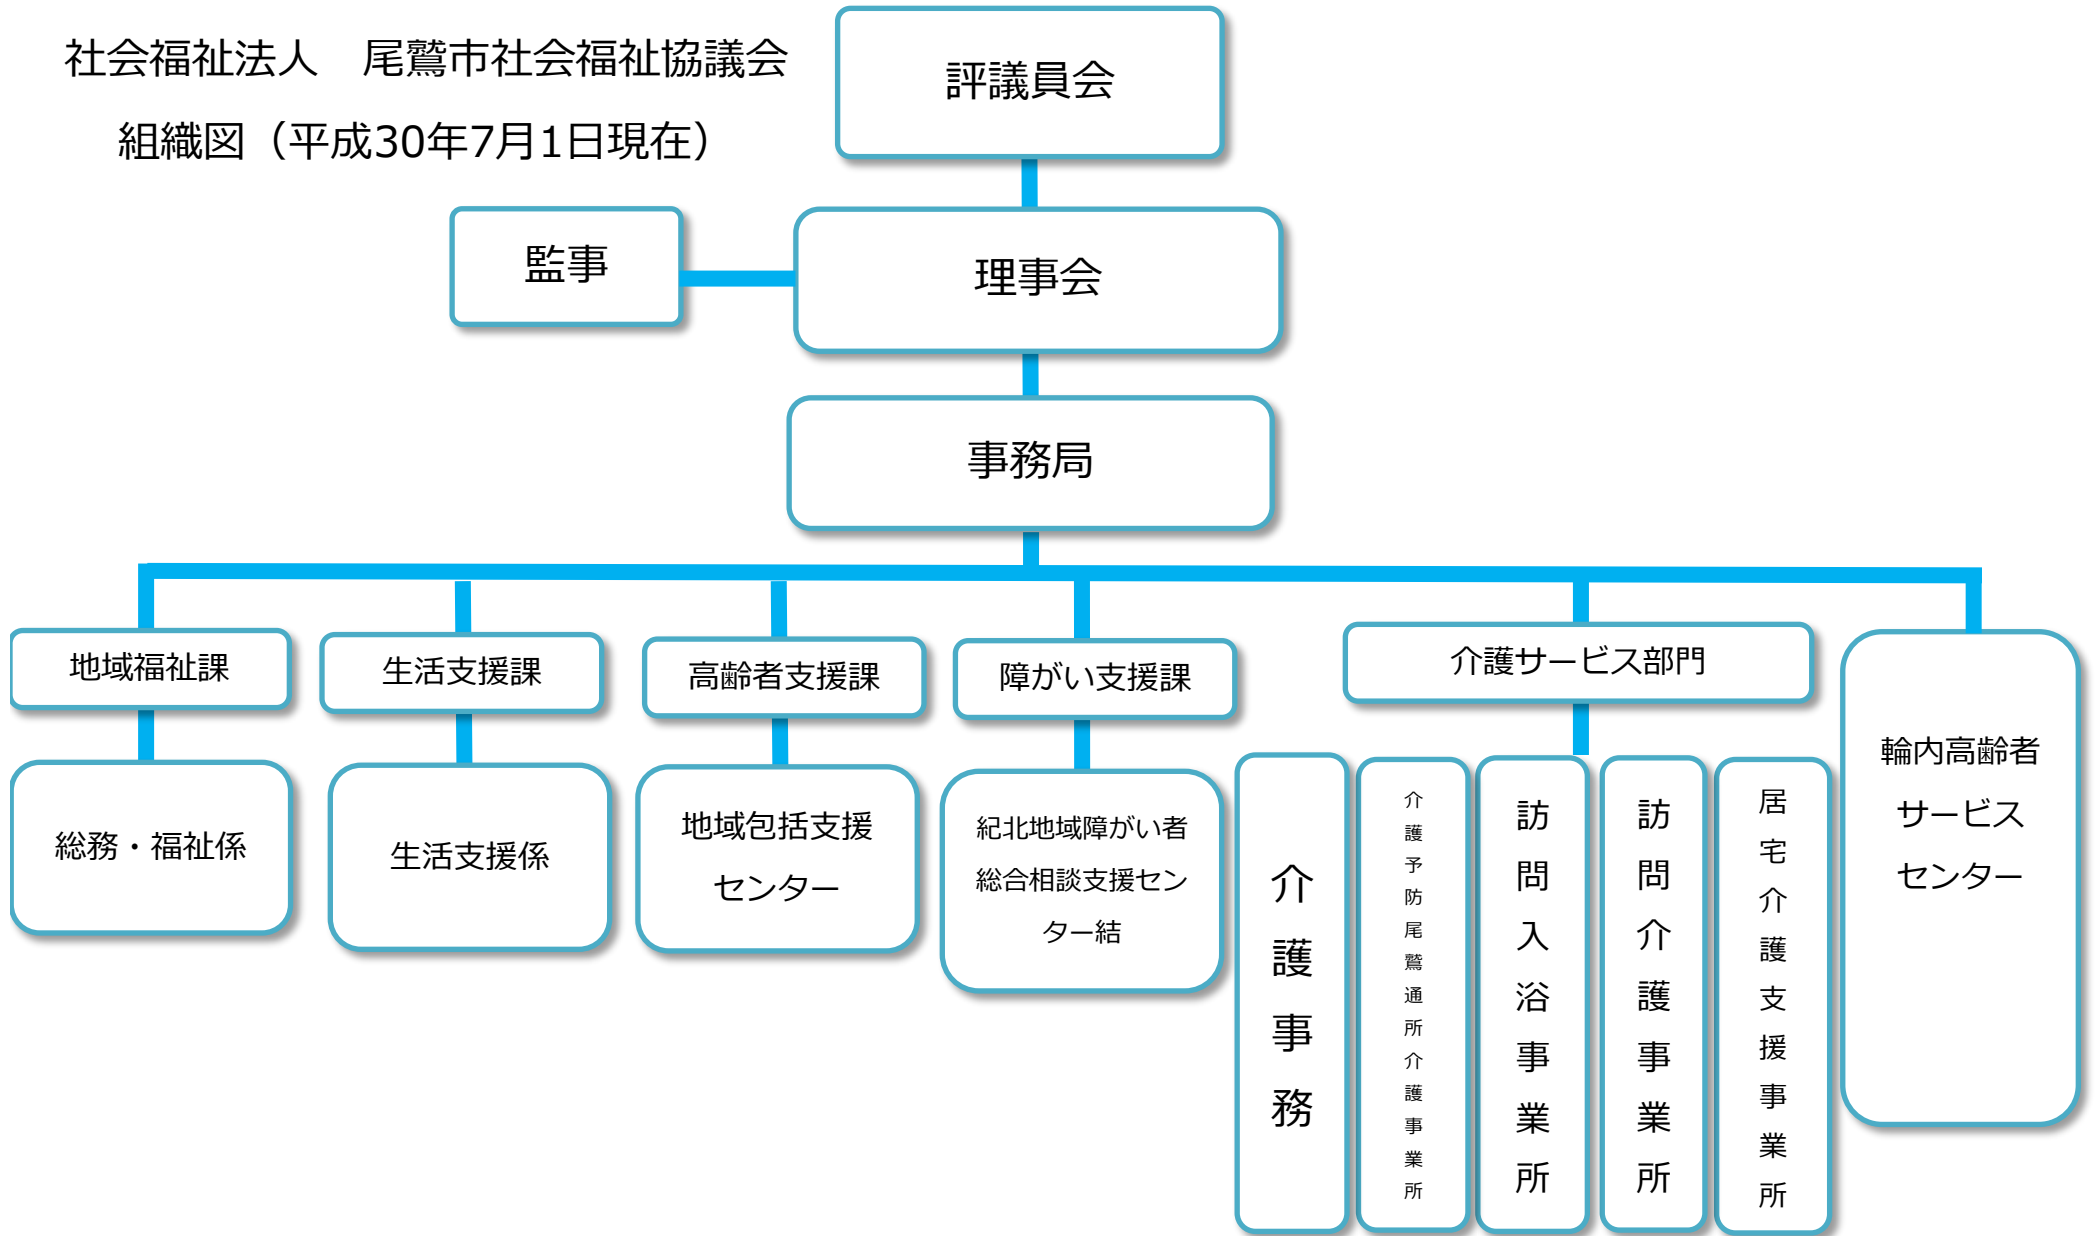 社会福祉法人　尾鷲市社会福祉協議会
組織図（平成30年7月1日現在）
評議員会
監事
理事会
事務局
地域福祉課
生活支援課
高齢者支援課
障がい支援課
介護サービス部門
総務・福祉係
生活支援係
地域包括支援
センター
紀北地域障がい者
総合相談支援セン
ター結
介護事務
介護予防尾鷲通所介護事業所
訪問入浴事業所
訪問介護事業所
居宅介護支援事業所
輪内高齢者
サービス
センター